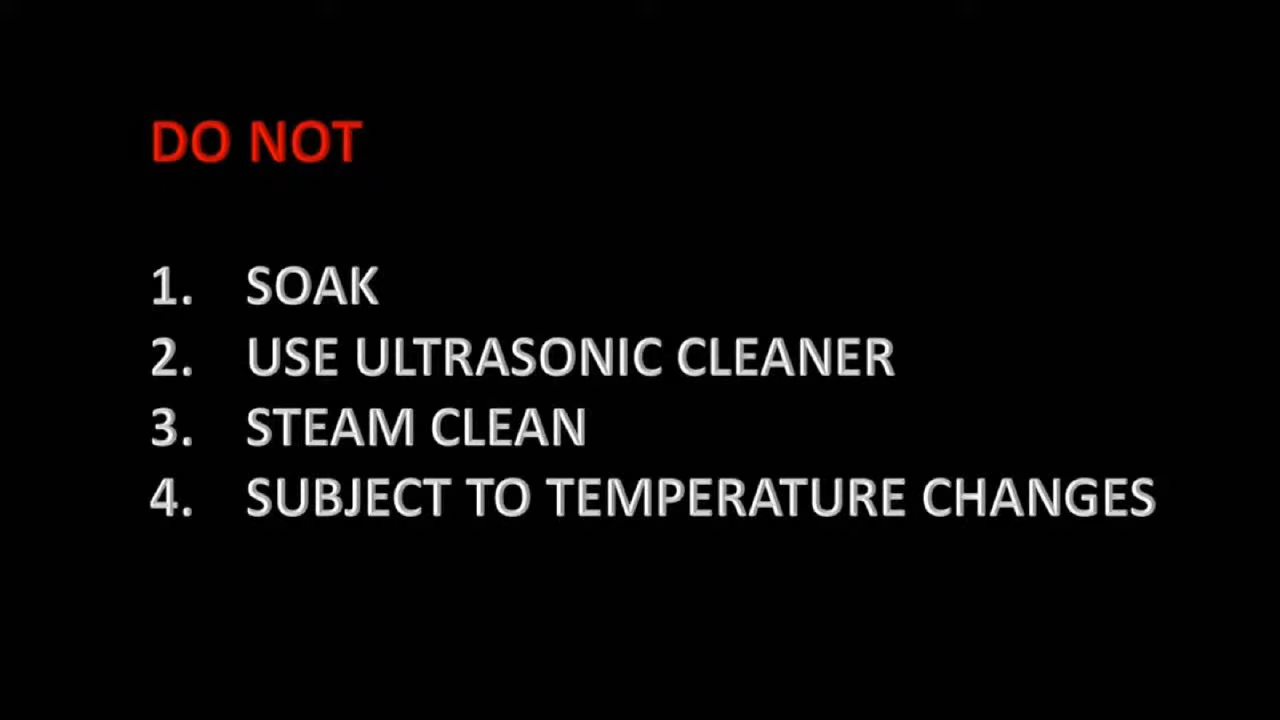 DO NOT
1. SOAK
2. USE ULTRASONIC CLEANER
3. STEAM CLEAN
4. SUBJECT TO TEMPERATURE CHANGES